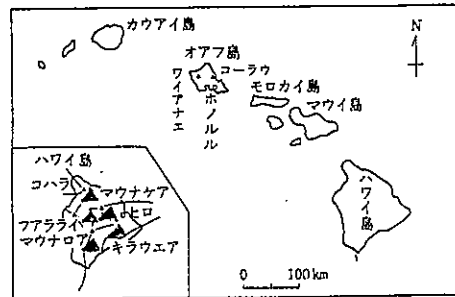 カウアイ島
N
オアフ島
コーラウ
ワイアナエ
ホノルル
モロカイ島
マウイ島
ハワイ島
ハワイ島
コハラ
マウナケア
ヒロ
フアラライ
マウナロア
キラウエア
0 100km